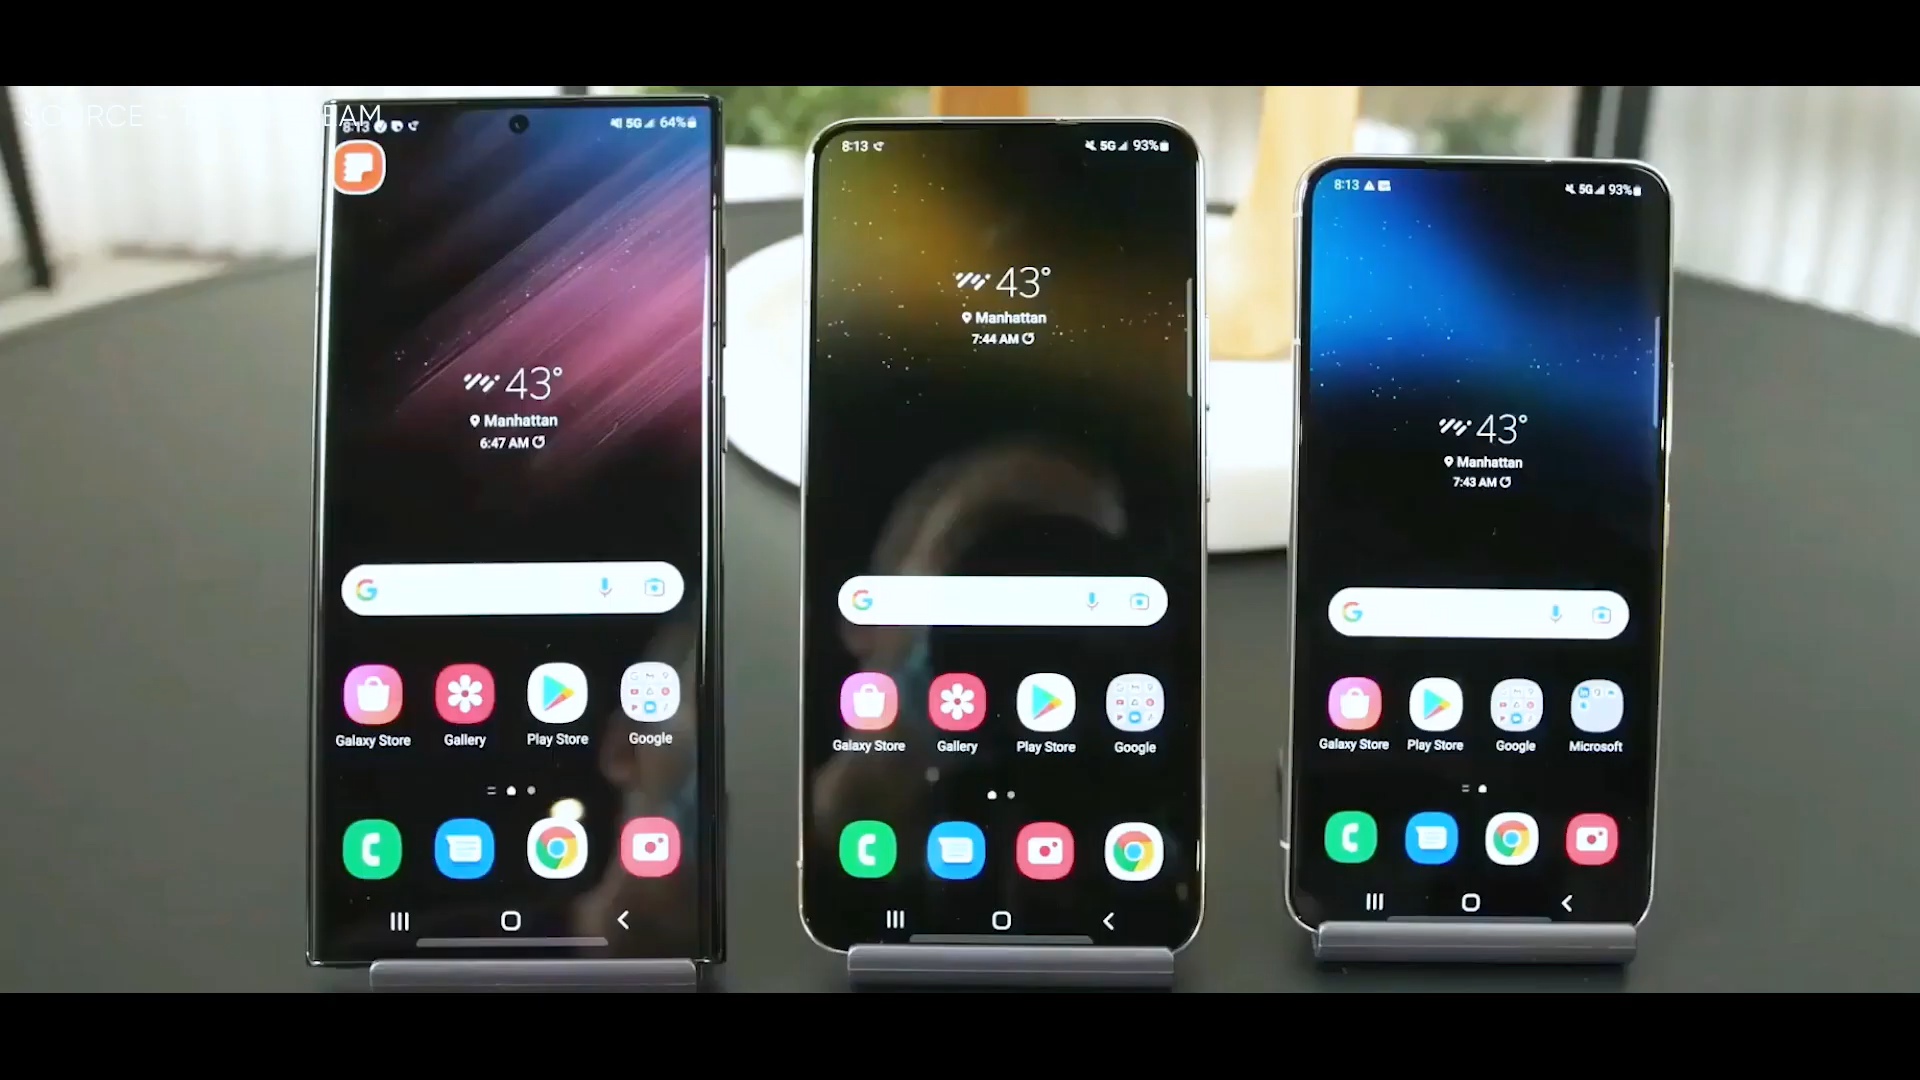 SOURCE -
8:13
5G 64%
43°
Manhattan
6:47 AM
G
Galaxy Store Gallery Play Store Google
8:13
5G 93%
43°
Manhattan
7:44 AM
G
Galaxy Store Gallery Play Store Google
8:13
5G 93%
43°
Manhattan
7:43 AM
G
Galaxy Store Play Store Google Microsoft